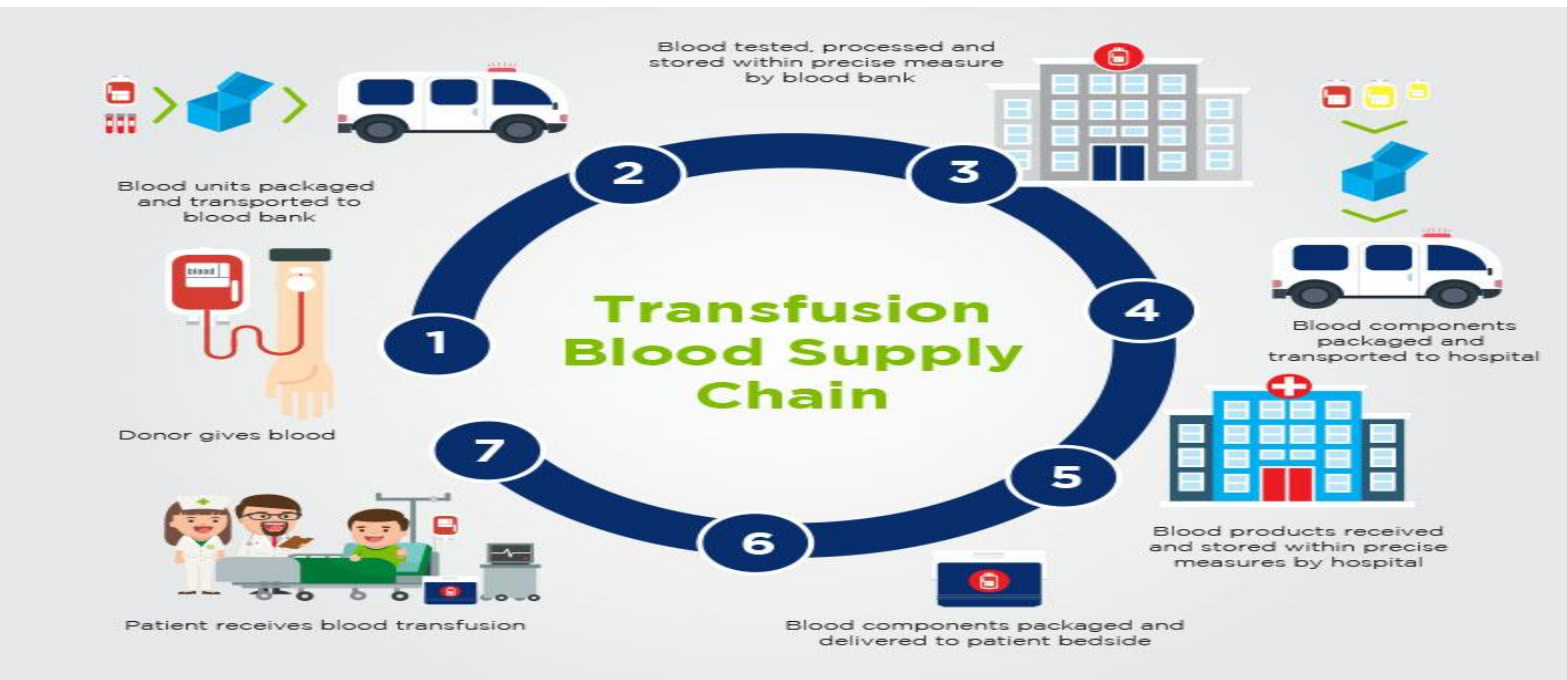 Blood tested, processed and
stored within precise measure
by blood bank
Blood units packaged
and transported to
blood bank
2
3
blood
Transfusion
Blood Supply
Chain
1
4
Blood components
packaged and
transported to hospital
Donor gives blood
7
5
Blood products received
and stored within precise
measures by hospital
6
Patient receives blood transfusion
Blood components packaged and
delivered to patient bedside